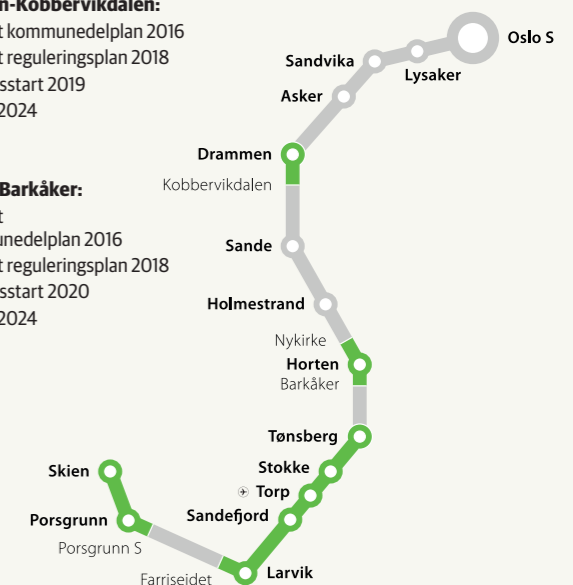 n-Kobbervikdalen:
t kommunedelplan 2016
t reguleringsplan 2018
sstart 2019
2024
Barkåker:
t
unedelplan 2016
t reguleringsplan 2018
sstart 2020
2024
Oslo S
Sandvika
Lysaker
Asker
Drammen
Kobbervikdalen
Sande
Holmestrand
Nykirke
Horten
Barkåker
Tønsberg
Stokke
Torp
Sandefjord
Larvik
Farriseidet
Skien
Porsgrunn
Porsgrunn S